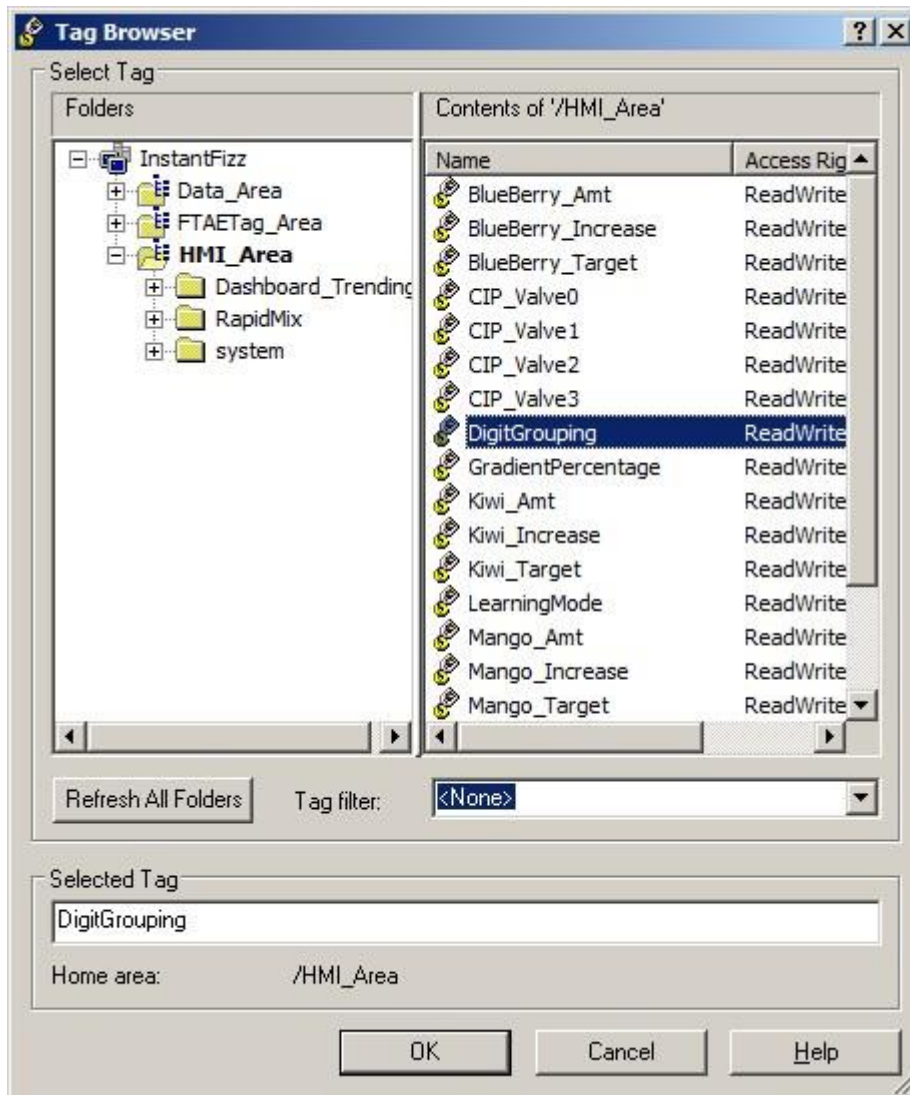 Tag Browser
Select Tag
Folders
InstantFizz
Data_Area
FTAETag_Area
HMI_Area
Dashboard_Trending
RapidMix
system
Contents of '/HMI_Area'
Name Access Rig
BlueBerry_Amt ReadWrite
BlueBerry_Increase ReadWrite
BlueBerry_Target ReadWrite
CIP_Valve0 ReadWrite
CIP_Valve1 ReadWrite
CIP_Valve2 ReadWrite
CIP_Valve3 ReadWrite
DigitGrouping ReadWrite
GradientPercentage ReadWrite
Kiwi_Amt ReadWrite
Kiwi_Increase ReadWrite
Kiwi_Target ReadWrite
LearningMode ReadWrite
Mango_Amt ReadWrite
Mango_Increase ReadWrite
Mango_Target ReadWrite
Refresh All Folders Tag filter: <None>
Selected Tag
DigitGrouping
Home area: /HMI_Area
OK Cancel Help